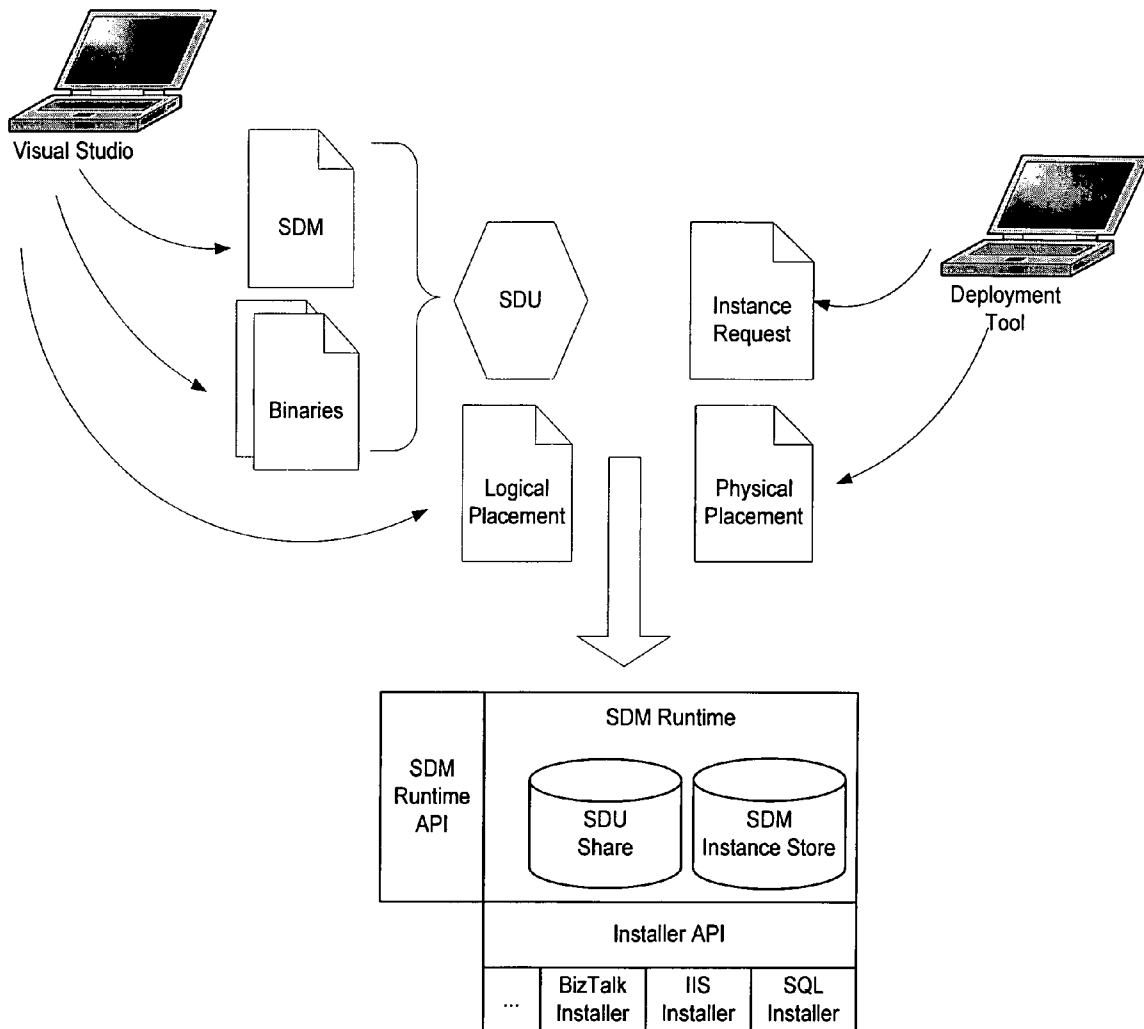 Visual Studio
SDM
Binaries
SDU
Logical
Placement
Instance
Request
Physical
Placement
Deployment
Tool
SDM
Runtime
API
SDM Runtime
SDU
Share
SDM
Instance Store
Installer API
...
BizTalk
Installer
IIS
Installer
SQL
Installer